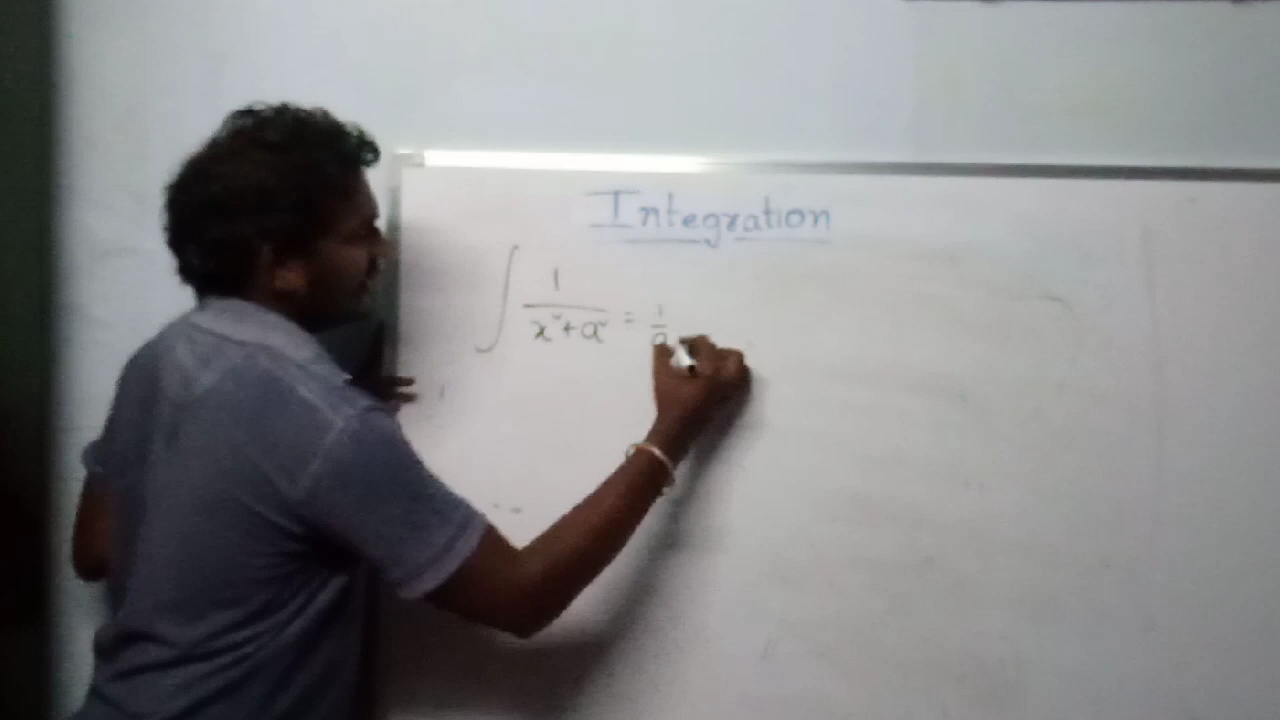 Integration
∫ 1/(x²+a²) = 1/a